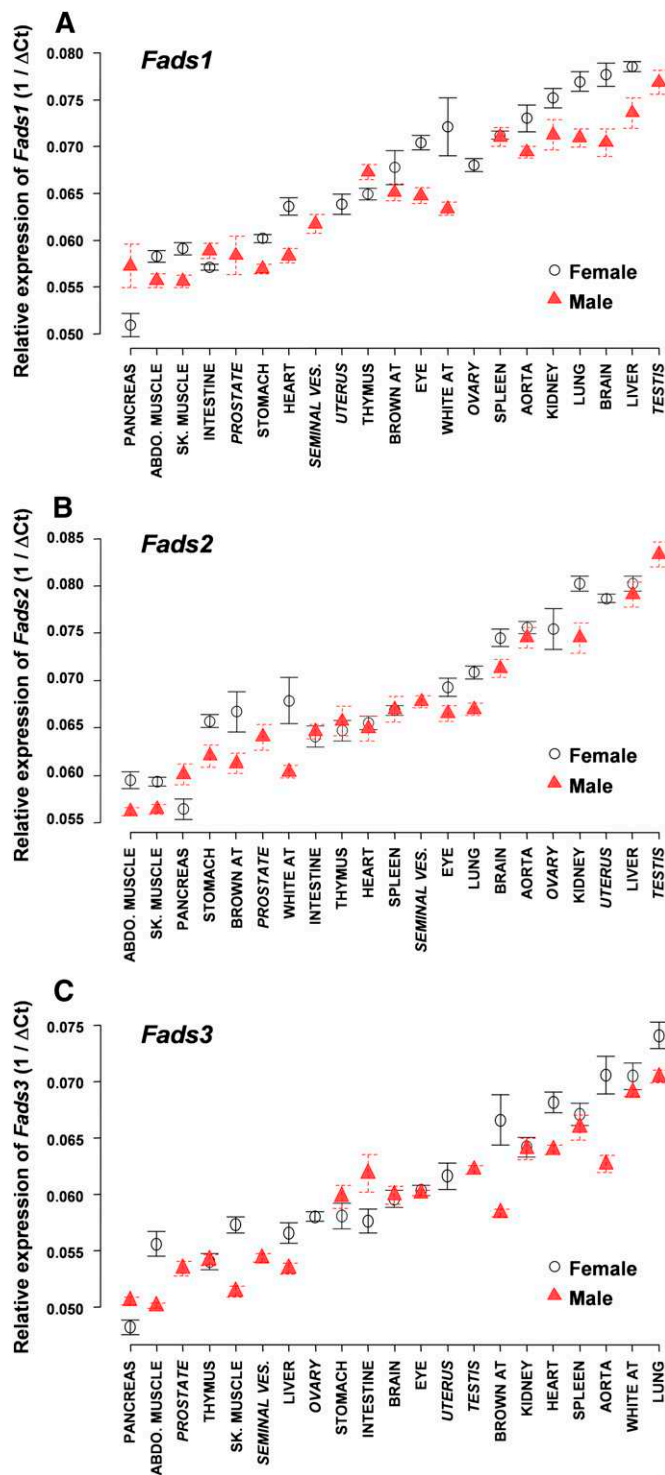 A
Fads1
Relative expression of Fads1 (1 / ΔCt)
0.080
0.075
0.070
0.065
0.060
0.055
0.050
Female
Male
PANCREAS
ABDO. MUSCLE
SK. MUSCLE
INTESTINE
PROSTATE
STOMACH
HEART
SEMINAL VES.
UTERUS
THYMUS
BROWN AT
EYE
WHITE AT
OVARY
SPLEEN
AORTA
KIDNEY
LUNG
BRAIN
LIVER
TESTIS
B
Fads2
Relative expression of Fads2 (1 / ΔCt)
0.085
0.080
0.075
0.070
0.065
0.060
0.055
Female
Male
ABDO. MUSCLE
SK. MUSCLE
PANCREAS
STOMACH
BROWN AT
PROSTATE
WHITE AT
INTESTINE
THYMUS
HEART
SPLEEN
SEMINAL VES.
EYE
LUNG
BRAIN
AORTA
OVARY
KIDNEY
UTERUS
LIVER
TESTIS
C
Fads3
Relative expression of Fads3 (1 / ΔCt)
0.075
0.070
0.065
0.060
0.055
0.050
Female
Male
PANCREAS
ABDO. MUSCLE
PROSTATE
THYMUS
SK. MUSCLE
SEMINAL VES.
LIVER
OVARY
STOMACH
INTESTINE
BRAIN
EYE
UTERUS
TESTIS
BROWN AT
KIDNEY
HEART
SPLEEN
AORTA
WHITE AT
LUNG